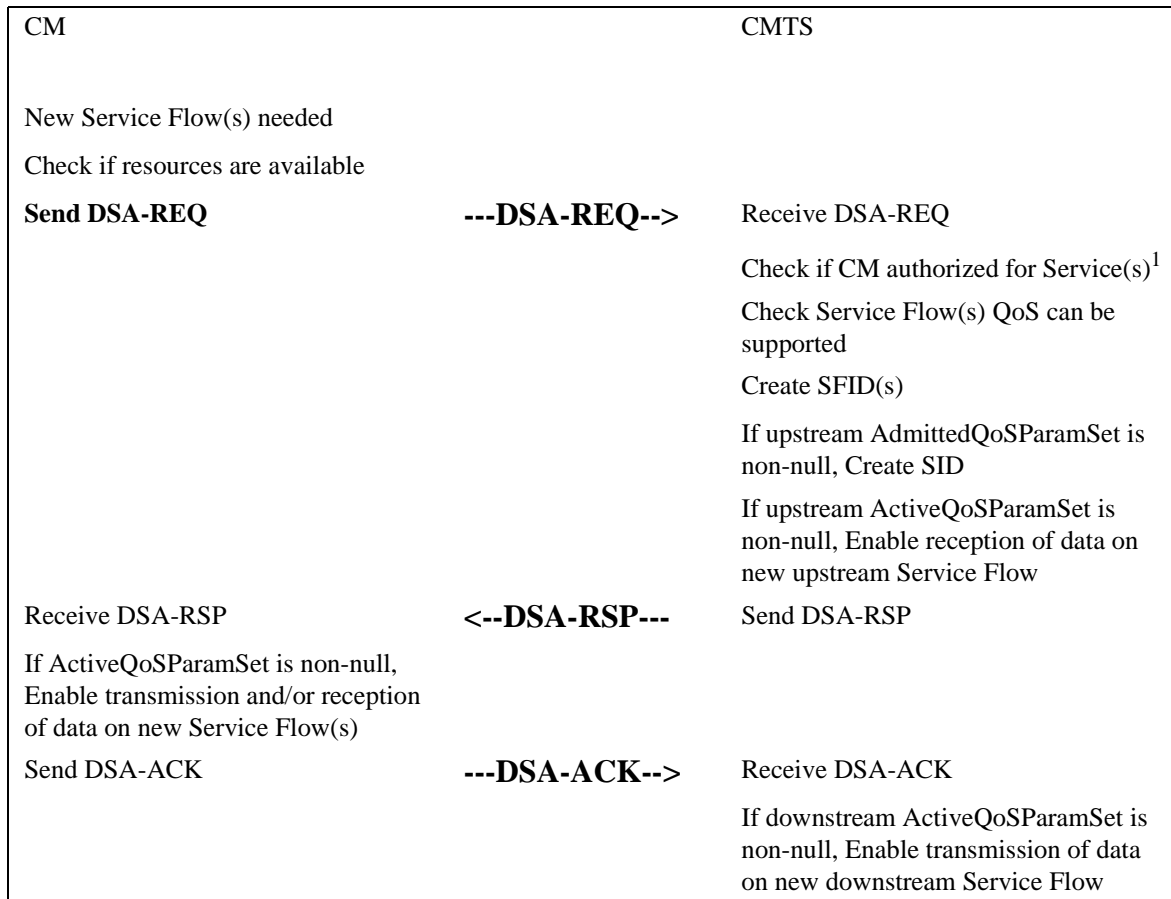 CM CMTS
New Service Flow(s) needed
Check if resources are available
Send DSA-REQ ---DSA-REQ--> Receive DSA-REQ
Check if CM authorized for Service(s)1
Check Service Flow(s) QoS can be
supported
Create SFID(s)
If upstream AdmittedQoSParamSet is
non-null, Create SID
If upstream ActiveQoSParamSet is
non-null, Enable reception of data on
new upstream Service Flow
Receive DSA-RSP <--DSA-RSP--- Send DSA-RSP
If ActiveQoSParamSet is non-null,
Enable transmission and/or reception
of data on new Service Flow(s)
Send DSA-ACK ---DSA-ACK--> Receive DSA-ACK
If downstream ActiveQoSParamSet is
non-null, Enable transmission of data
on new downstream Service Flow